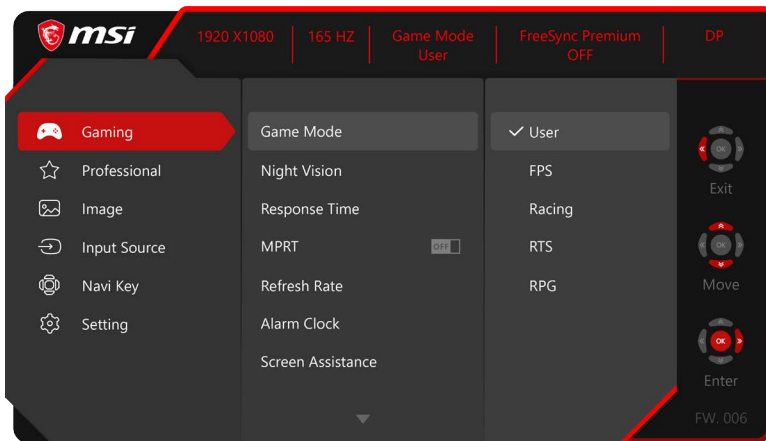 msi
1920 X1080
165 HZ
Game Mode
User
FreeSync Premium
OFF
DP
Gaming
Professional
Image
Input Source
Navi Key
Setting
Game Mode
Night Vision
Response Time
MPRT OFF
Refresh Rate
Alarm Clock
Screen Assistance
User
FPS
Racing
RTS
RPG
OK
Exit
OK
Move
OK
Enter
FW. 006